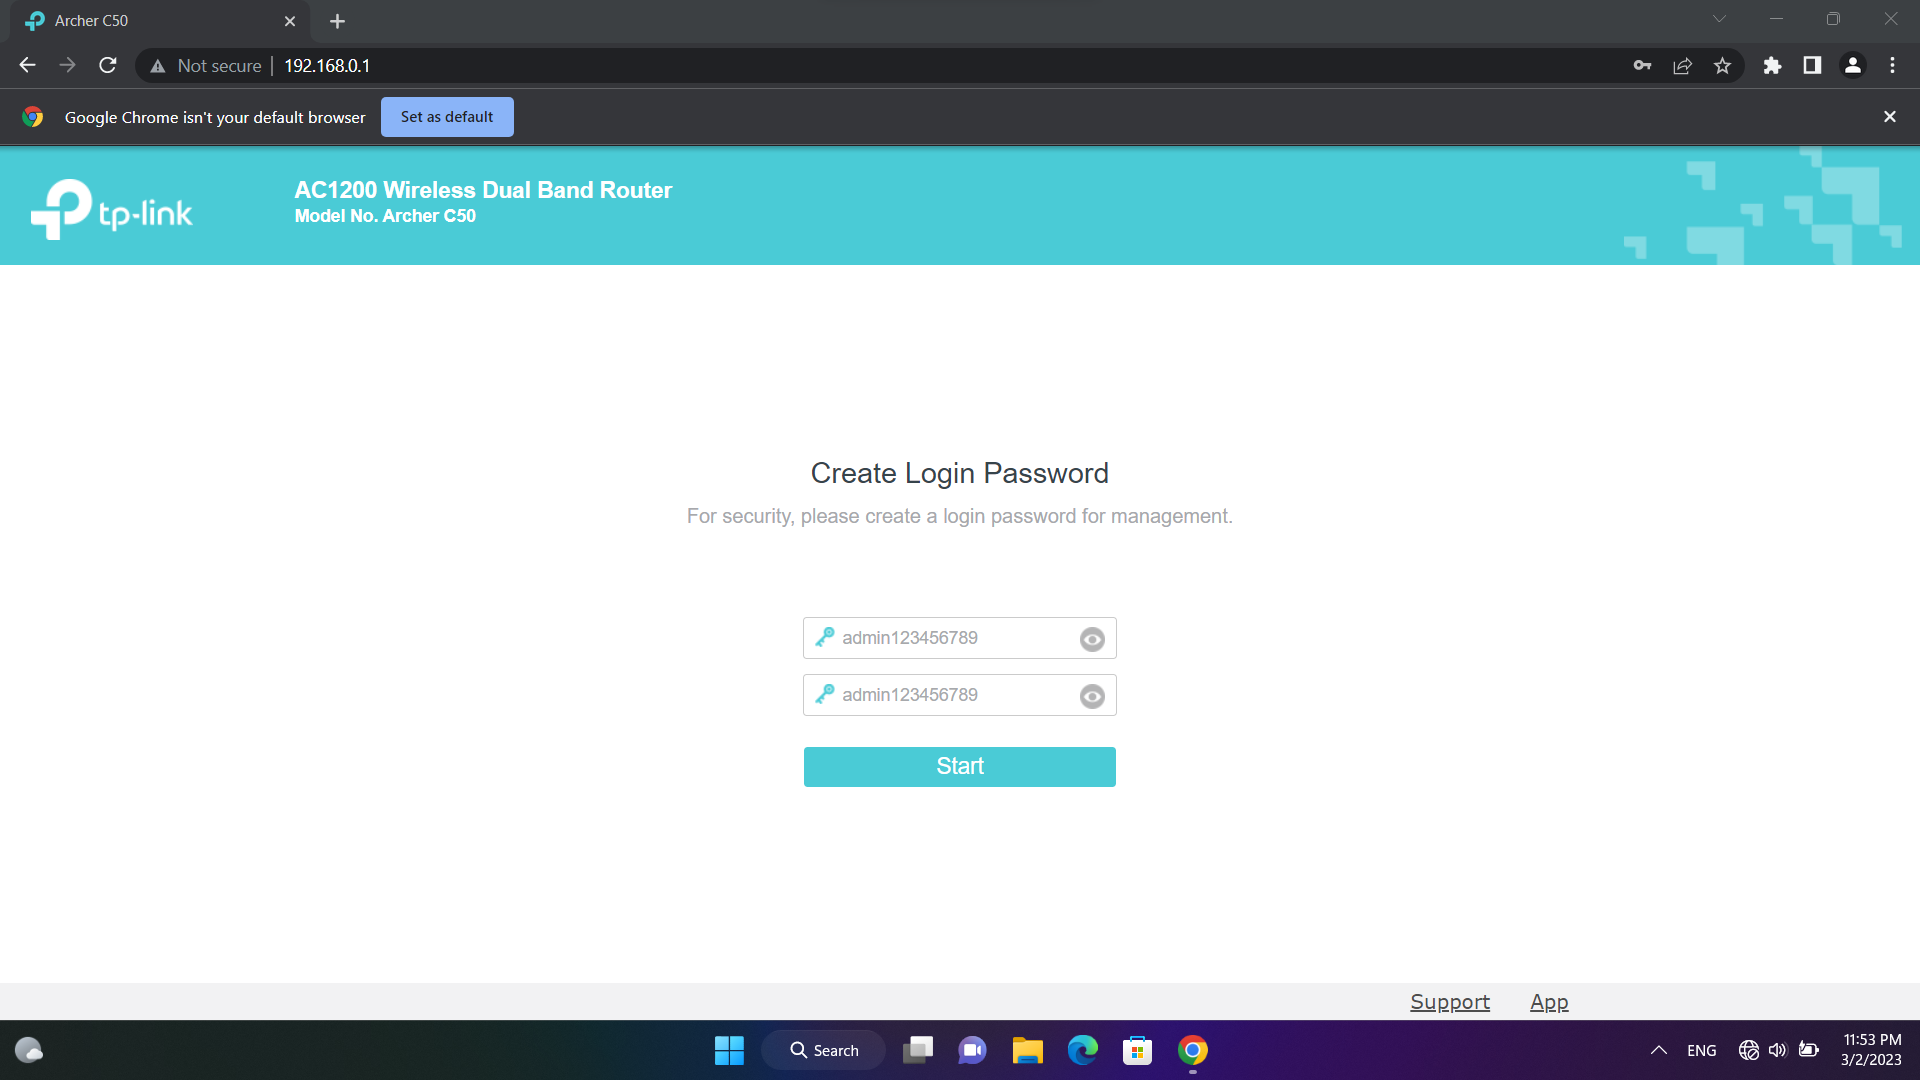 Archer C50
Not secure
192.168.0.1
Google Chrome isn't your default browser
Set as default
tp-link
AC1200 Wireless Dual Band Router
Model No. Archer C50
Create Login Password
For security, please create a login password for management.
admin123456789
admin123456789
Start
Support
App
Search
ENG
11:53 PM
3/2/2023